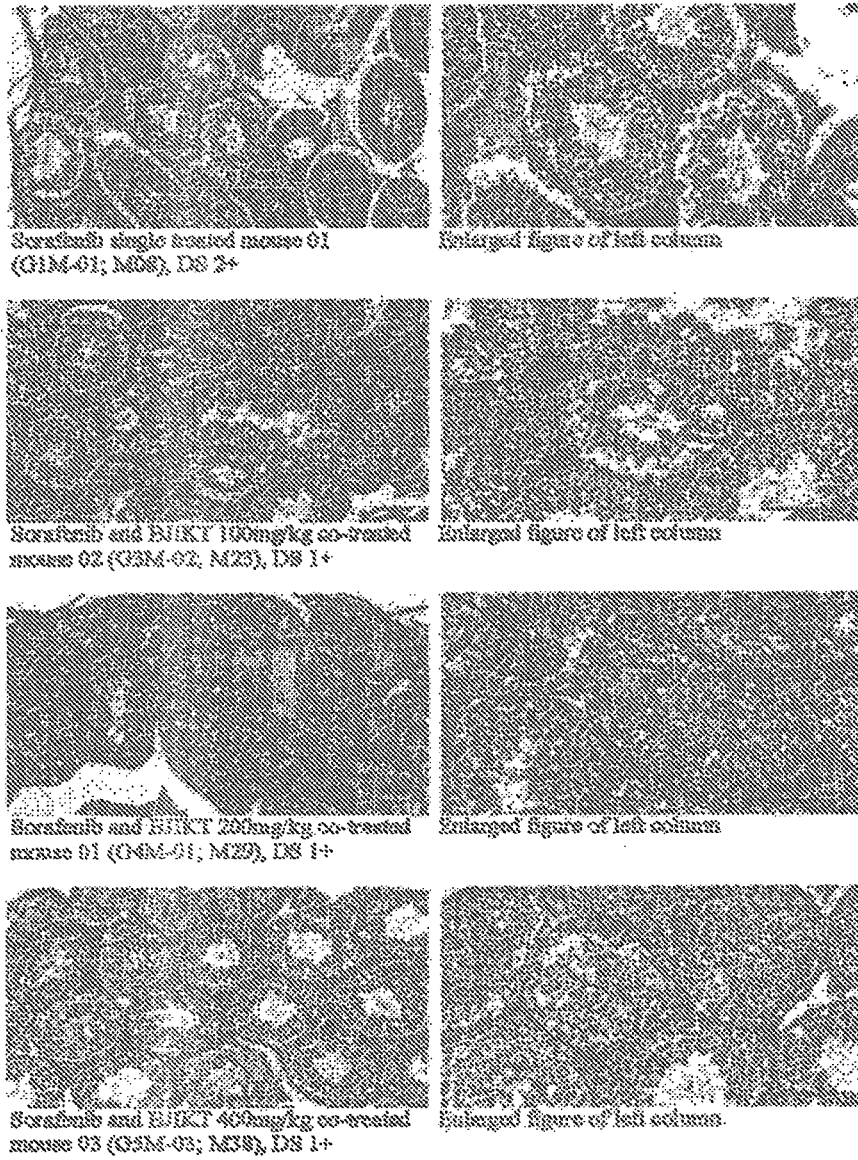 Sorafenib single treated mouse 01
(G1M-01; M08), DS 2+
Enlarged figure of left column
Sorafenib and BJIKT 100mg/kg co-treated
mouse 02 (G3M-02; M23), DS 1+
Enlarged figure of left column
Sorafenib and BJIKT 200mg/kg co-treated
mouse 01 (G4M-01; M29), DS 1+
Enlarged figure of left column
Sorafenib and BJIKT 400mg/kg co-treated
mouse 03 (G5M-03; M38), DS 1+
Enlarged figure of left column.